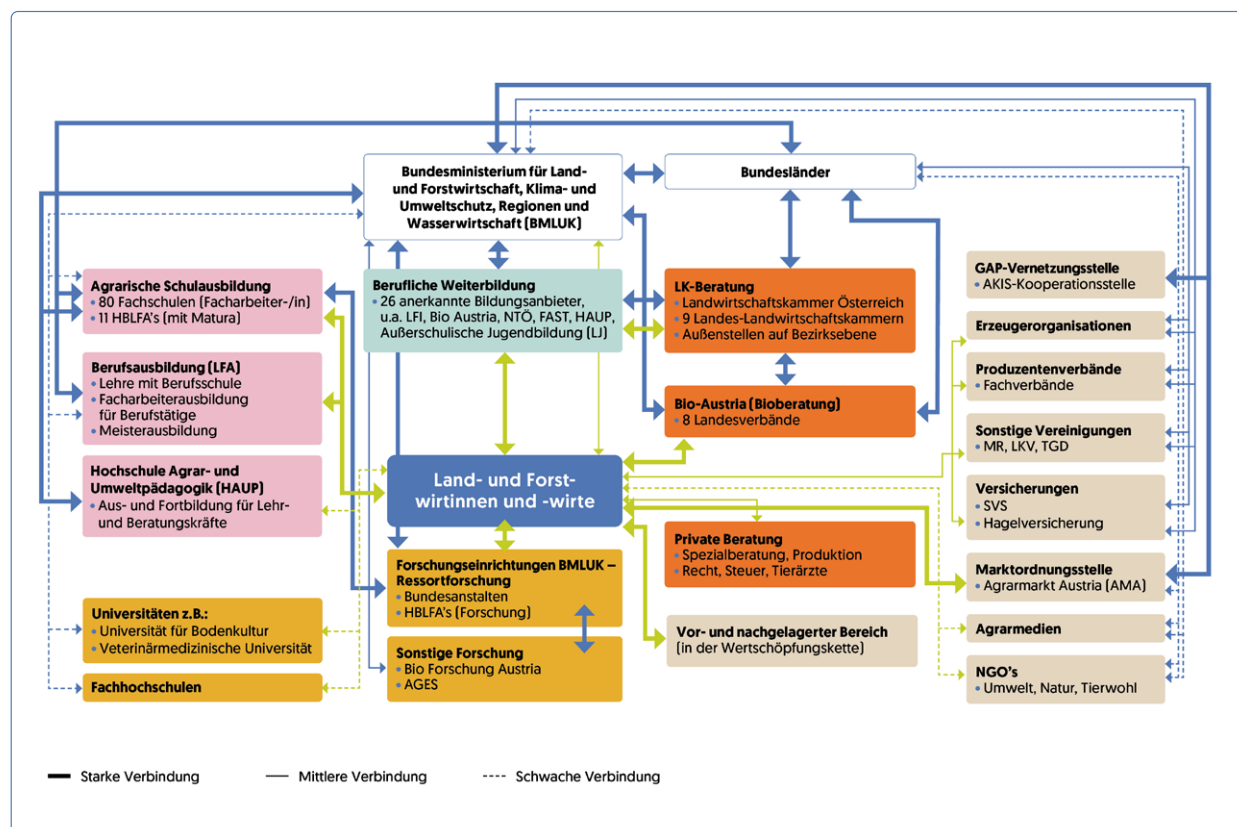 Bundesministerium für Land-
und Forstwirtschaft, Klima- und
Umweltschutz, Regionen und
Wasserwirtschaft (BMLUK)
Bundesländer
Agrarische Schulausbildung
• 80 Fachschulen (Facharbeiter-/in)
• 11 HBLFA's (mit Matura)
Berufsausbildung (LFA)
• Lehre mit Berufsschule
• Facharbeiterausbildung
für Berufstätige
• Meisterausbildung
Hochschule Agrar- und
Umweltpädagogik (HAUP)
• Aus- und Fortbildung für Lehr-
und Beratungskräfte
Universitäten z.B.:
• Universität für Bodenkultur
• Veterinärmedizinische Universität
Fachhochschulen
Berufliche Weiterbildung
• 26 anerkannte Bildungsanbieter,
u.a. LFI, Bio Austria, NTÖ, FAST, HAUP,
Außerschulische Jugendbildung (LJ)
Land- und Forst-
wirtinnen und -wirte
Forschungseinrichtungen BMLUK –
Ressortforschung
• Bundesanstalten
• HBLFA's (Forschung)
Sonstige Forschung
• Bio Forschung Austria
• AGES
LK-Beratung
• Landwirtschaftskammer Österreich
• 9 Landes-Landwirtschaftskammern
• Außenstellen auf Bezirksebene
Bio-Austria (Bioberatung)
• 8 Landesverbände
Private Beratung
• Spezialberatung, Produktion
• Recht, Steuer, Tierärzte
Vor- und nachgelagerter Bereich
(in der Wertschöpfungskette)
GAP-Vernetzungsstelle
• AKIS-Kooperationsstelle
Erzeugerorganisationen
Produzentenverbände
• Fachverbände
Sonstige Vereinigungen
• MR, LKV, TGD
Versicherungen
• SVS
• Hagelversicherung
Marktordnungsstelle
• Agrarmarkt Austria (AMA)
Agrarmedien
NGO's
• Umwelt, Natur, Tierwohl
Starke Verbindung
Mittlere Verbindung
Schwache Verbindung